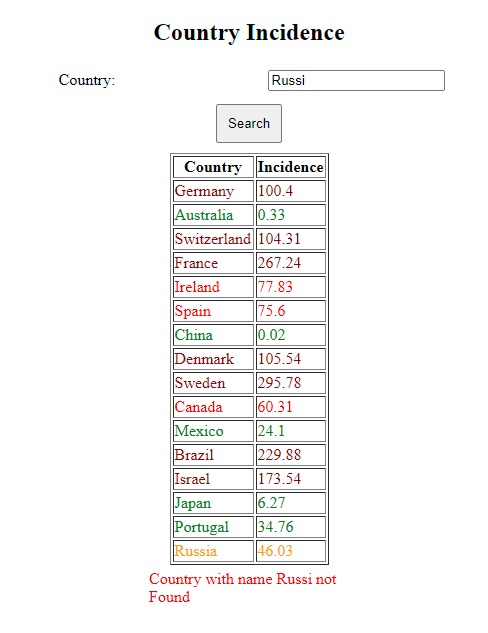 Country Incidence
Country: Russi
Search
Country Incidence
Germany 100.4
Australia 0.33
Switzerland 104.31
France 267.24
Ireland 77.83
Spain 75.6
China 0.02
Denmark 105.54
Sweden 295.78
Canada 60.31
Mexico 24.1
Brazil 229.88
Israel 173.54
Japan 6.27
Portugal 34.76
Russia 46.03
Country with name Russi not
Found